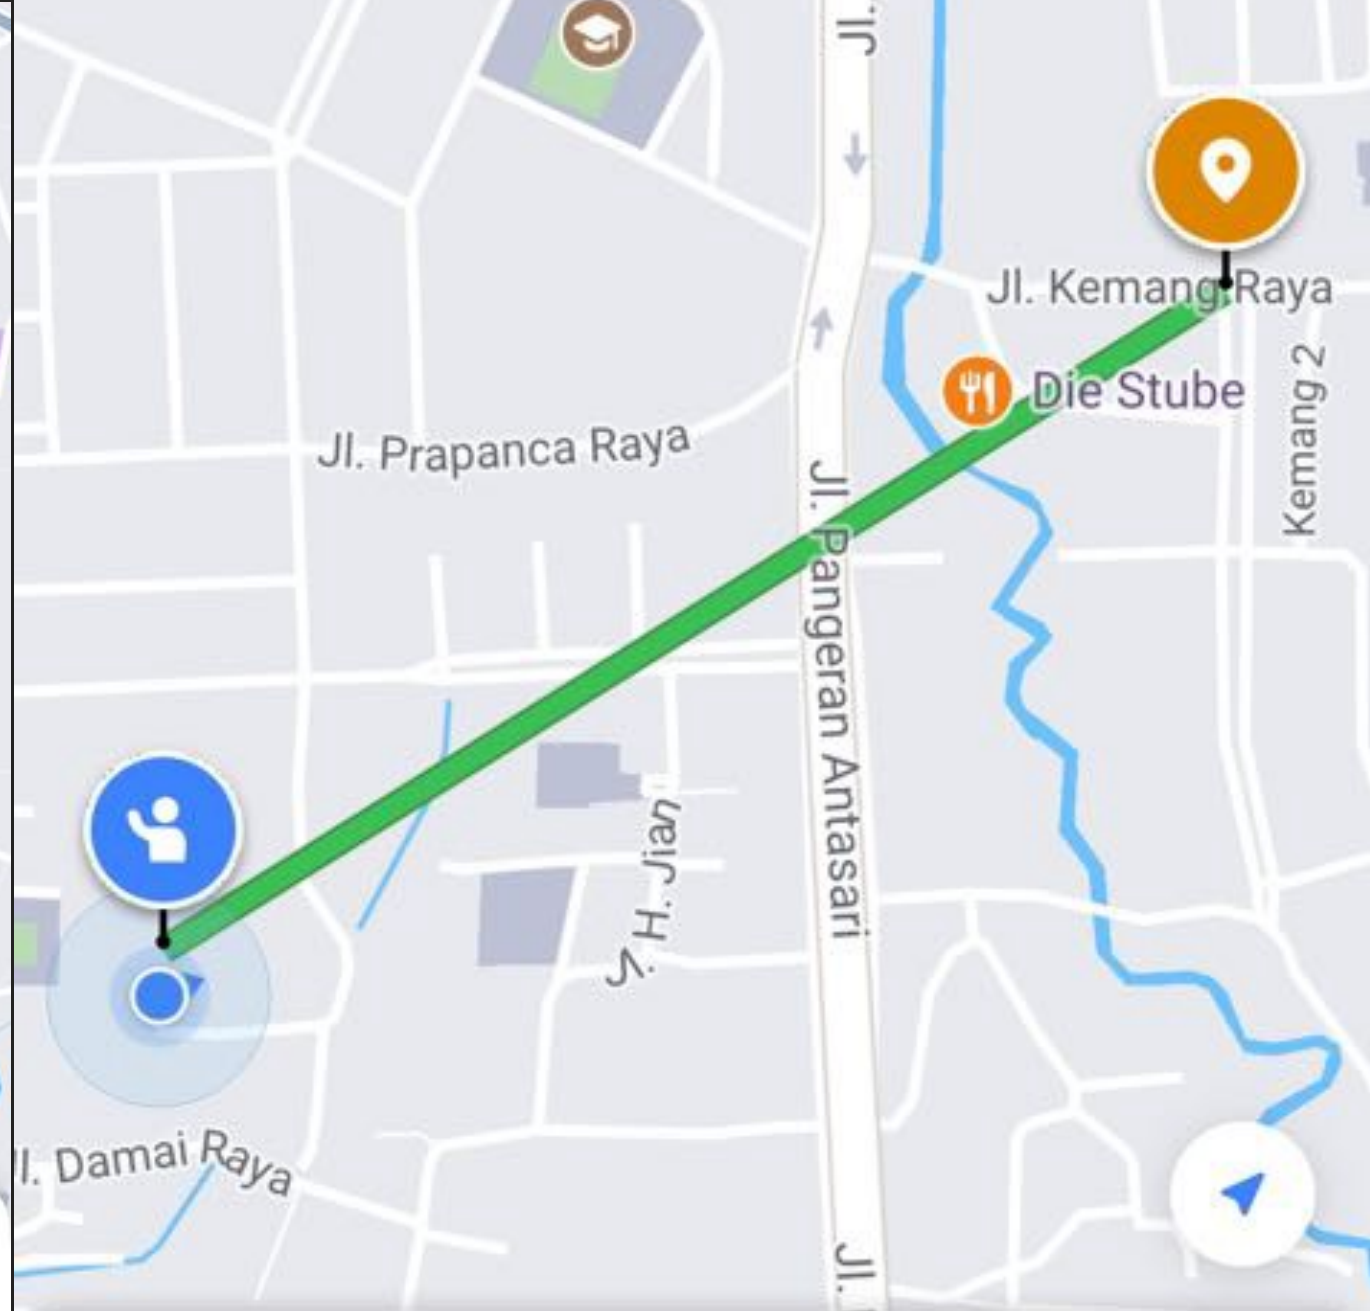 Jl.
Jl. Kemang Raya
Die Stube
Kemang 2
Jl. Prapanca Raya
Jl. Pangeran Antasari
Jl. H. Jian
Jl. Damai Raya
Jl.